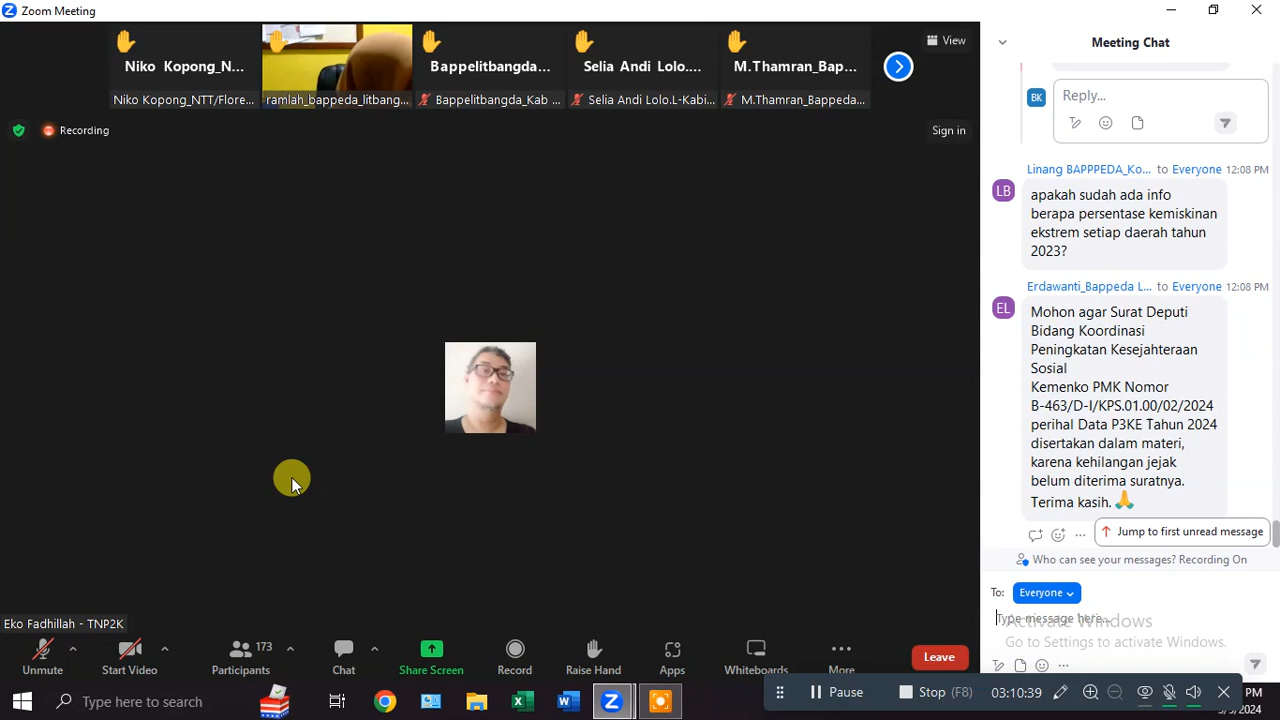 Zoom Meeting
Niko Kopong_N...
Bappelitbangda...
Selia Andi Lolo....
M.Thamran_Bap...
View
Niko Kopong_NTT/Flore...
ramlah_bappeda_litbang...
Bappelitbangda_Kab ...
Selia Andi Lolo.L-Kabi...
M.Thamran_Bappeda...
Recording
Sign in
Eko Fadhillah - TNP2K
Meeting Chat
BK
Reply...
Linang BAPPPEDA_Ko... to Everyone 12:08 PM
LB
apakah sudah ada info
berapa persentase kemiskinan
ekstrem setiap daerah tahun
2023?
Erdawanti_Bappeda L... to Everyone 12:08 PM
EL
Mohon agar Surat Deputi
Bidang Koordinasi
Peningkatan Kesejahteraan
Sosial
Kemenko PMK Nomor
B-463/D-I/KPS.01.00/02/2024
perihal Data P3KE Tahun 2024
disertakan dalam materi,
karena kehilangan jejak
belum diterima suratnya.
Terima kasih. 🙏
Jump to first unread message
Who can see your messages? Recording On
To: Everyone
Type message here...
Activate Windows
Go to Settings to activate Windows.
Unmute
Start Video
173
Participants
Chat
Share Screen
Record
Raise Hand
Apps
Whiteboards
More
Leave
Type here to search
Pause
Stop (F8)
03:10:39
PM